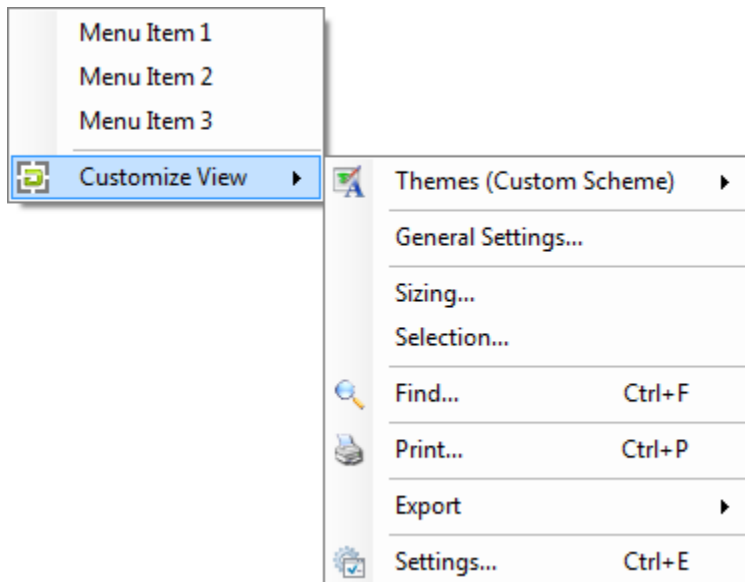 Menu Item 1
Menu Item 2
Menu Item 3
Customize View
Themes (Custom Scheme)
General Settings...
Sizing...
Selection...
Find... Ctrl+F
Print... Ctrl+P
Export
Settings... Ctrl+E